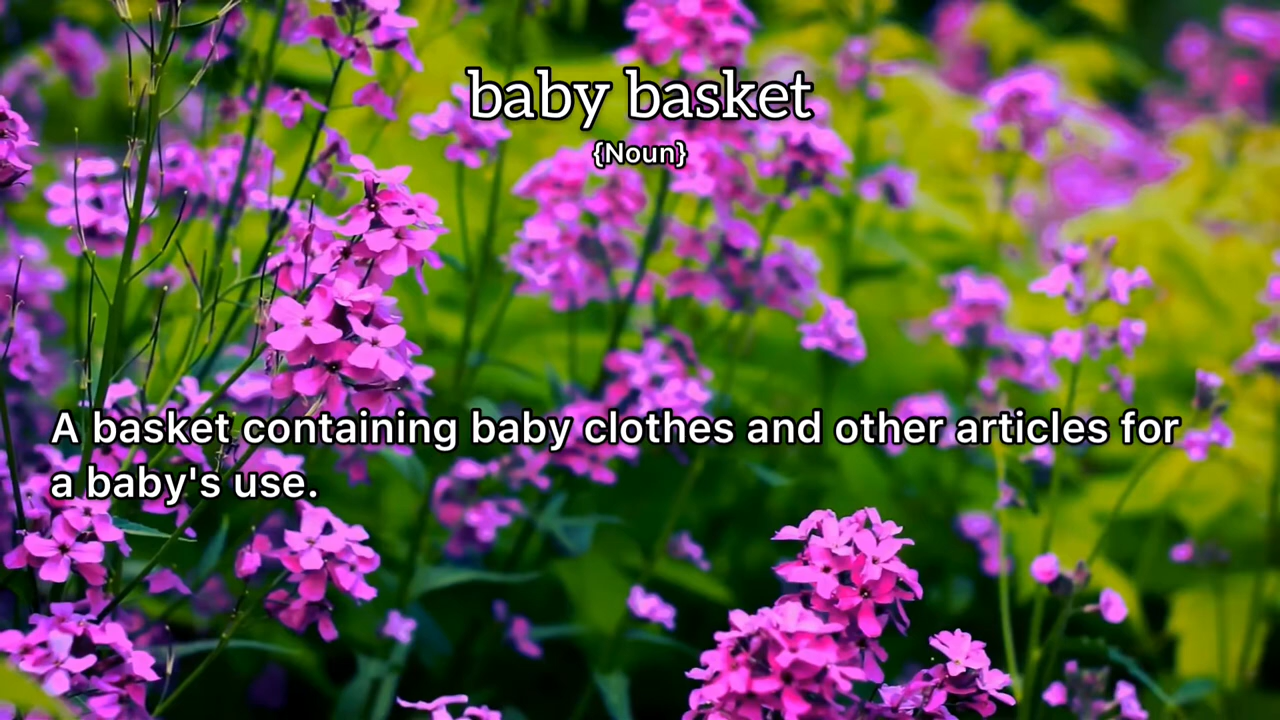 baby basket
{Noun}
A basket containing baby clothes and other articles for
a baby's use.